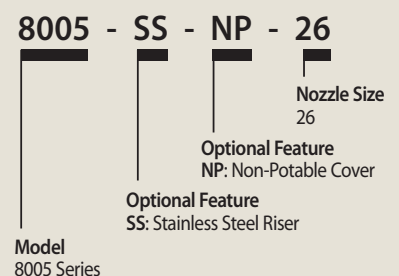 8005 - SS - NP - 26
Nozzle Size
26
Optional Feature
NP: Non-Potable Cover
Optional Feature
SS: Stainless Steel Riser
Model
8005 Series